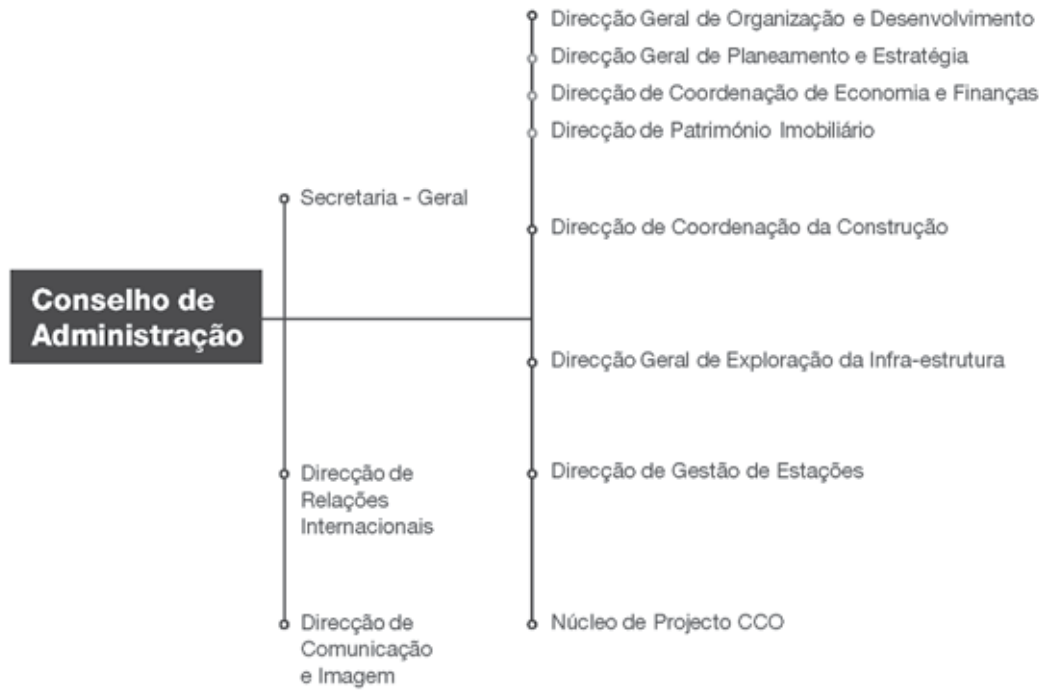 Direcção Geral de Organização e Desenvolvimento
Direcção Geral de Planeamento e Estratégia
Direcção de Coordenação de Economia e Finanças
Direcção de Património Imobiliário
Secretaria - Geral
Direcção de Coordenação da Construção
Conselho de
Administração
Direcção Geral de Exploração da Infra-estrutura
Direcção de
Relações
Internacionais
Direcção de Gestão de Estações
Direcção de
Comunicação
e Imagem
Núcleo de Projecto CCO